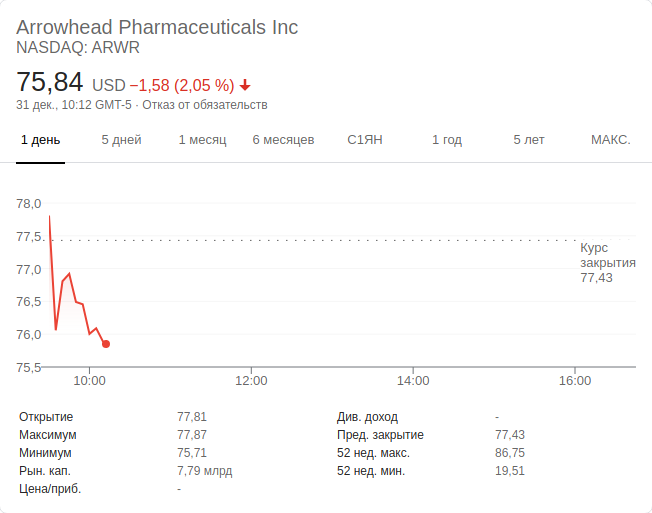 Arrowhead Pharmaceuticals Inc
NASDAQ: ARWR
75,84 USD −1,58 (2,05 %)
31 дек., 10:12 GMT-5 · Отказ от обязательств
1 день 5 дней 1 месяц 6 месяцев С1ЯН 1 год 5 лет МАКС.
78,0
77,5
77,0
76,5
76,0
75,5
Курс
закрытия
77,43
10:00 12:00 14:00 16:00
Открытие 77,81 Див. доход -
Максимум 77,87 Пред. закрытие 77,43
Минимум 75,71 52 нед. макс. 86,75
Рын. кап. 7,79 млрд 52 нед. мин. 19,51
Цена/приб. -